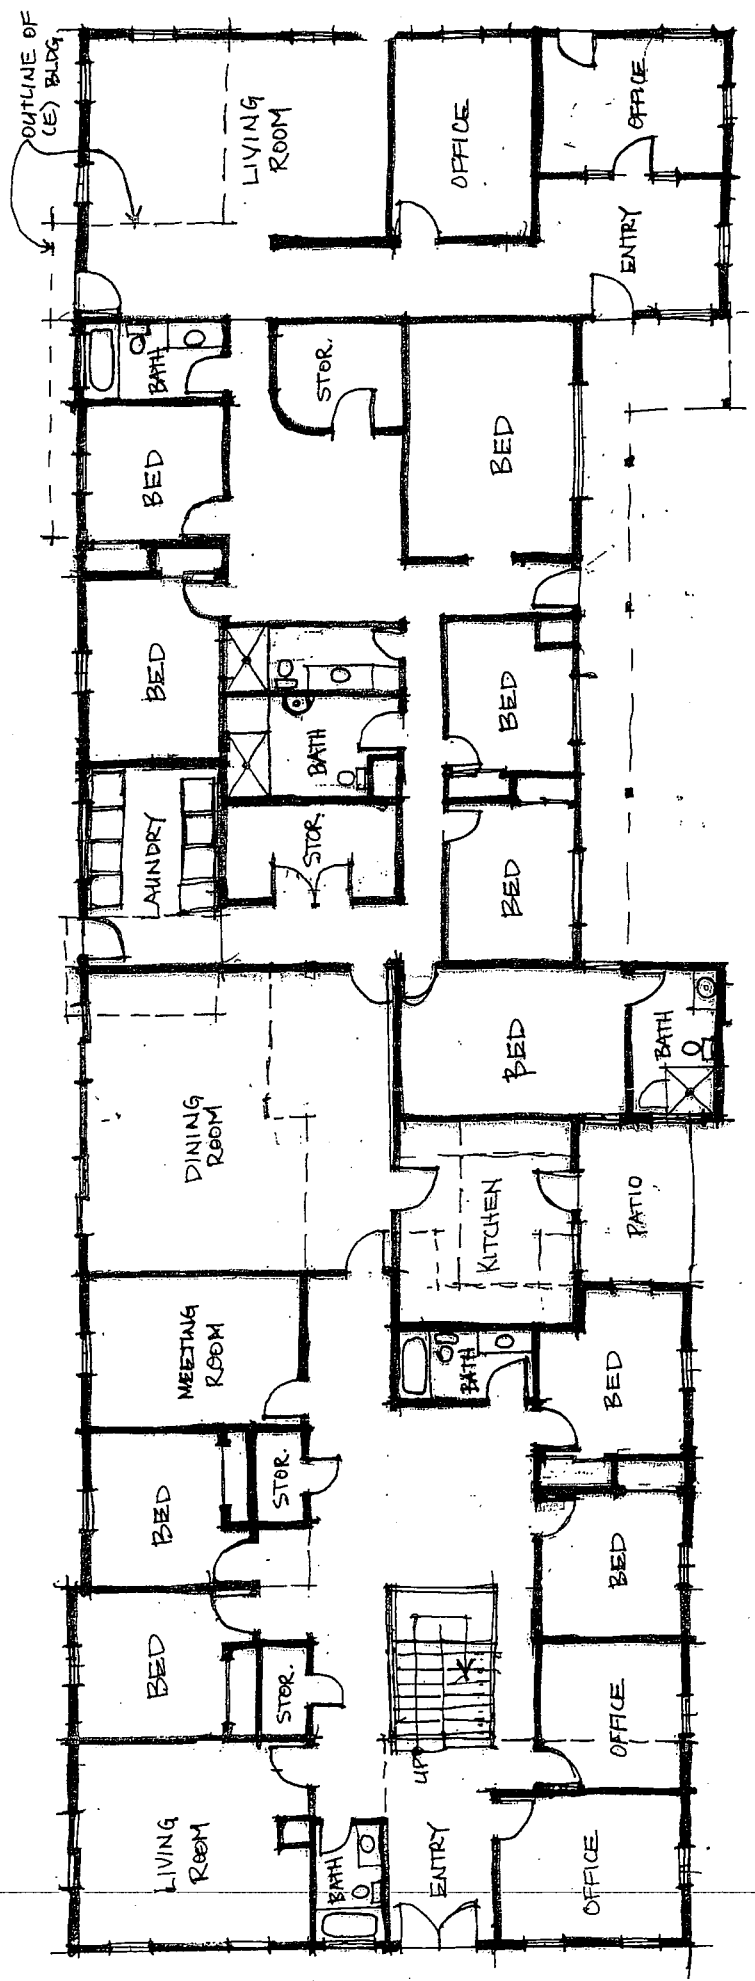 OUTLINE OF
(E) BLDG
LIVING
ROOM
OFFICE
OFFICE
ENTRY
BATH
STOR.
BED
BED
BED
BED
BATH
STOR.
LAUNDRY
BED
BED
BATH
DINING
ROOM
KITCHEN
PATIO
MEETING
ROOM
BATH
BED
BED
STOR.
BED
BED
STOR.
OFFICE
UP
LIVING
ROOM
BATH
ENTRY
OFFICE